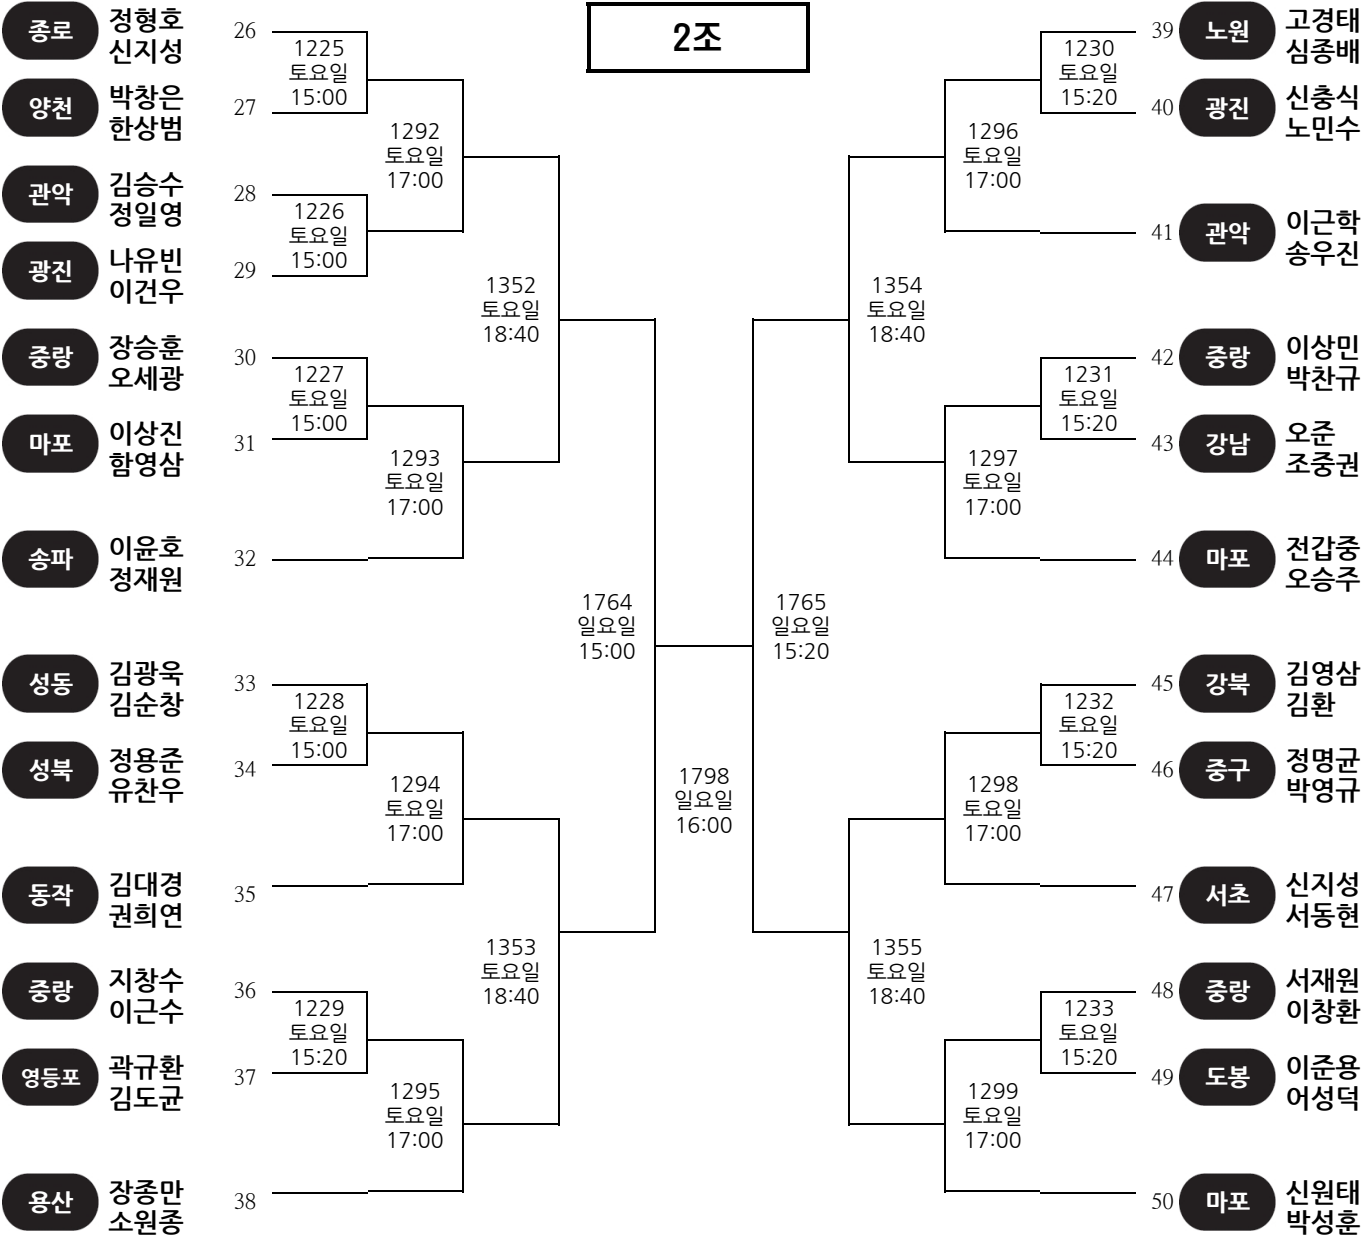 2조
종로
정형호
신지성
26
양천
박창은
한상범
27
1225
토요일
15:00
관악
김승수
정일영
28
광진
나유빈
이건우
29
1226
토요일
15:00
1292
토요일
17:00
중랑
장승훈
오세광
30
마포
이상진
함영삼
31
1227
토요일
15:00
송파
이윤호
정재원
32
1293
토요일
17:00
1352
토요일
18:40
성동
김광욱
김순창
33
성북
정용준
유찬우
34
1228
토요일
15:00
동작
김대경
권희연
35
1294
토요일
17:00
중랑
지창수
이근수
36
영등포
곽규환
김도균
37
1229
토요일
15:20
용산
장종만
소원종
38
1295
토요일
17:00
1353
토요일
18:40
1764
일요일
15:00
1798
일요일
16:00
1765
일요일
15:20
39
노원
고경태
심종배
40
광진
신충식
노민수
1230
토요일
15:20
41
관악
이근학
송우진
1296
토요일
17:00
42
중랑
이상민
박찬규
43
강남
오준
조중권
1231
토요일
15:20
44
마포
전갑중
오승주
1297
토요일
17:00
1354
토요일
18:40
45
강북
김영삼
김환
46
중구
정명균
박영규
1232
토요일
15:20
47
서초
신지성
서동현
1298
토요일
17:00
48
중랑
서재원
이창환
49
도봉
이준용
어성덕
1233
토요일
15:20
50
마포
신원태
박성훈
1299
토요일
17:00
1355
토요일
18:40